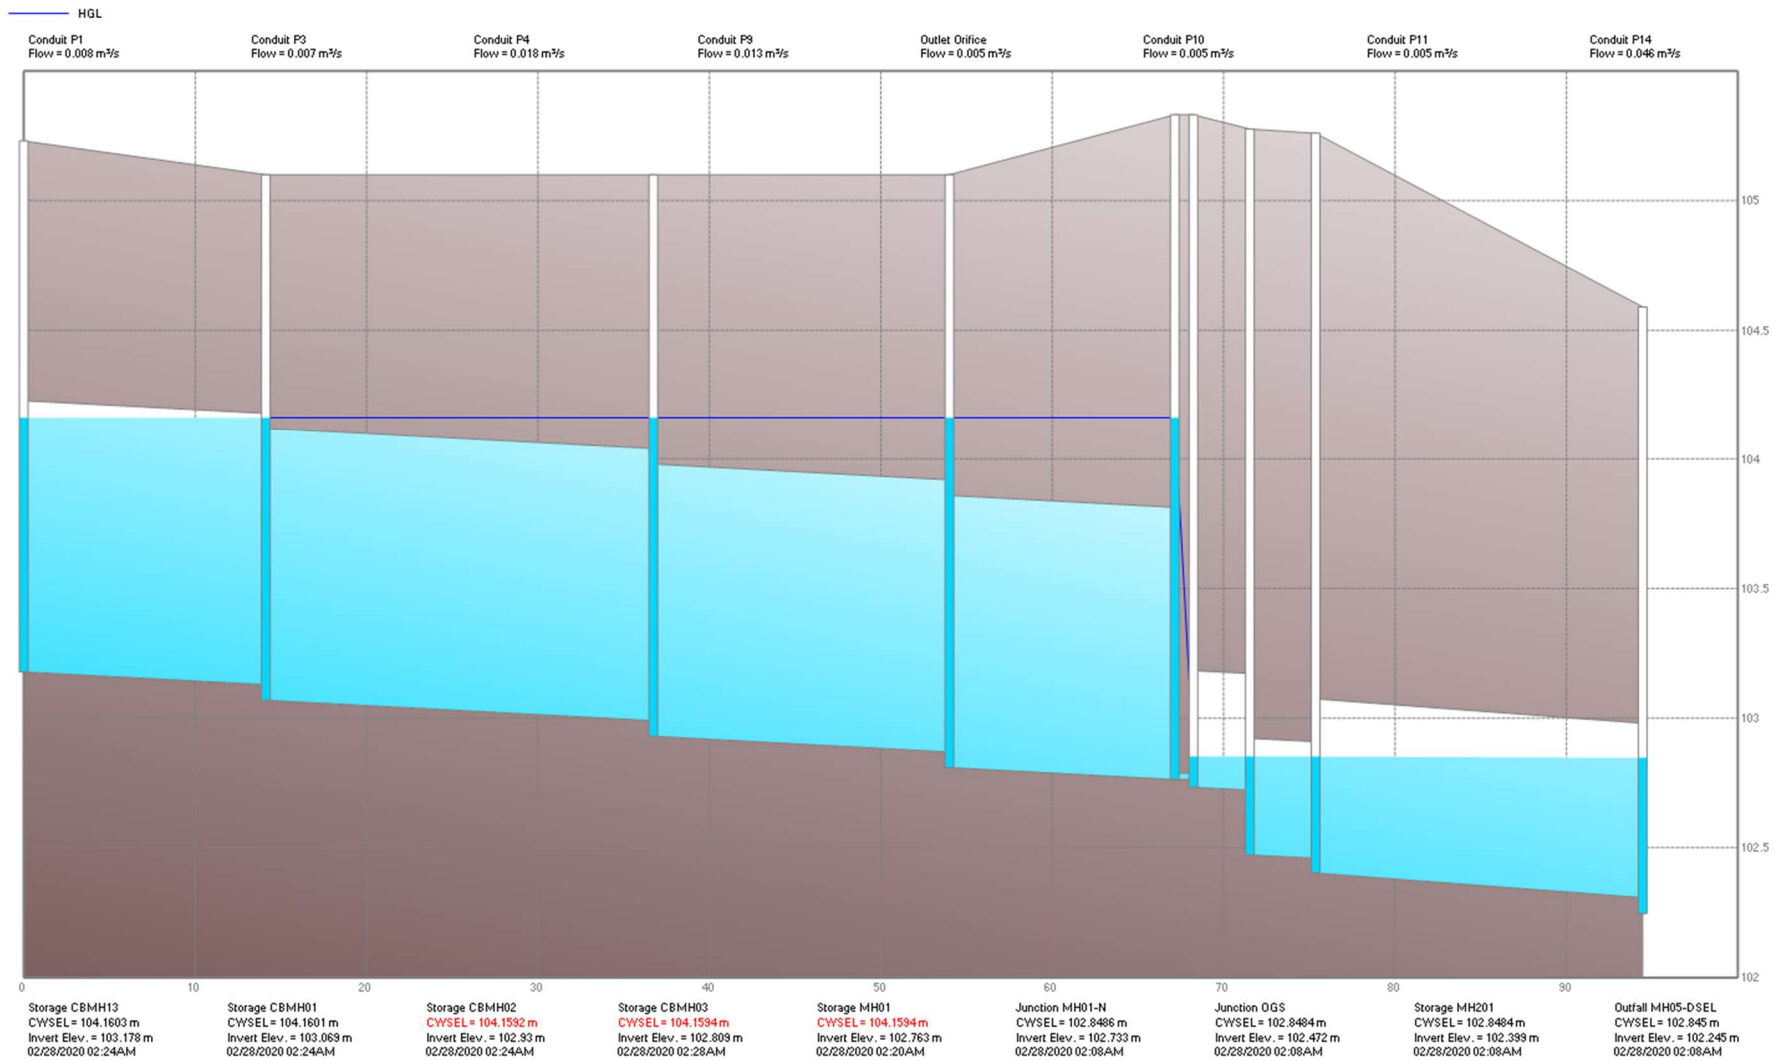 HGL
Conduit P1
Flow = 0.008 m³/s
Conduit P3
Flow = 0.007 m³/s
Conduit P4
Flow = 0.018 m³/s
Conduit P9
Flow = 0.013 m³/s
Outlet Orifice
Flow = 0.005 m³/s
Conduit P10
Flow = 0.005 m³/s
Conduit P11
Flow = 0.005 m³/s
Conduit P14
Flow = 0.046 m³/s
105
104.5
104
103.5
103
102.5
102
0 10 20 30 40 50 60 70 80 90
Storage CBMH13
CWSEL = 104.1603 m
Invert Elev. = 103.178 m
02/28/2020 02:24AM
Storage CBMH01
CWSEL = 104.1601 m
Invert Elev. = 103.069 m
02/28/2020 02:24AM
Storage CBMH02
CWSEL = 104.1592 m
Invert Elev. = 102.93 m
02/28/2020 02:24AM
Storage CBMH03
CWSEL = 104.1594 m
Invert Elev. = 102.809 m
02/28/2020 02:28AM
Storage MH01
CWSEL = 104.1594 m
Invert Elev. = 102.763 m
02/28/2020 02:20AM
Junction MH01-N
CWSEL = 102.8486 m
Invert Elev. = 102.733 m
02/28/2020 02:08AM
Junction OGS
CWSEL = 102.8484 m
Invert Elev. = 102.472 m
02/28/2020 02:08AM
Storage MH201
CWSEL = 102.8484 m
Invert Elev. = 102.399 m
02/28/2020 02:08AM
Outfall MH05-DSEL
CWSEL = 102.845 m
Invert Elev. = 102.245 m
02/28/2020 02:08AM